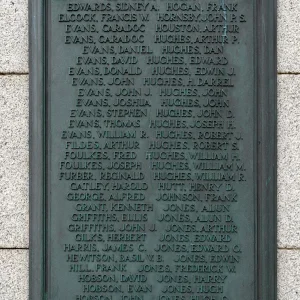 EDWARDS, SIDNEY A. HOGAN, FRANK
ELCOCK, FRANCIS W. HORNSBY, JOHN P. S.
EVANS, CARADOC HOUSTON, ARTHUR
EVANS, CARADOC HUGHES, ARTHUR P.
EVANS, DANIEL HUGHES, DAN
EVANS, DAVID HUGHES, EDWARD
EVANS, DONALD HUGHES, EDWIN J.
EVANS, JOHN HUGHES, H. DARREL
EVANS, JOHN J. HUGHES, JOHN
EVANS, JOSHUA HUGHES, JOHN
EVANS, STEPHEN HUGHES, JOHN D.
EVANS, THOMAS HUGHES, JOSEPH H.
EVANS, WILLIAM R. HUGHES, ROBERT
FILDES, ARTHUR HUGHES, ROBERT S.
FOULKES, FRED HUGHES, WILLIAM H.
FOULKES, JOSEPH HUGHES, WILLIAM M.
FURBER, REGINALD HUGHES, WILLIAM R.
GATLEY, HAROLD HUTT, HENRY D.
GEORGE, ALFRED JOHNSON, FRANK
GRANT, KENNETH JONES, ALUN
GRIFFITHS, ELLIS JONES, ALUN D.
GRIFFITHS, JOHN J. JONES, ARTHUR
GILKS, HERBERT JONES, EDWARD
HARRIS, JAMES C. JONES, EDWARD O.
HEWITSON, BASIL V. B. JONES, EDWIN
HILL, FRANK JONES, FREDERICK W.
HOBSON, DAVID JONES, HARRY
HOBSON, EVAN JONES, HUGH
HOBSON, JOHN JONES, HUGH